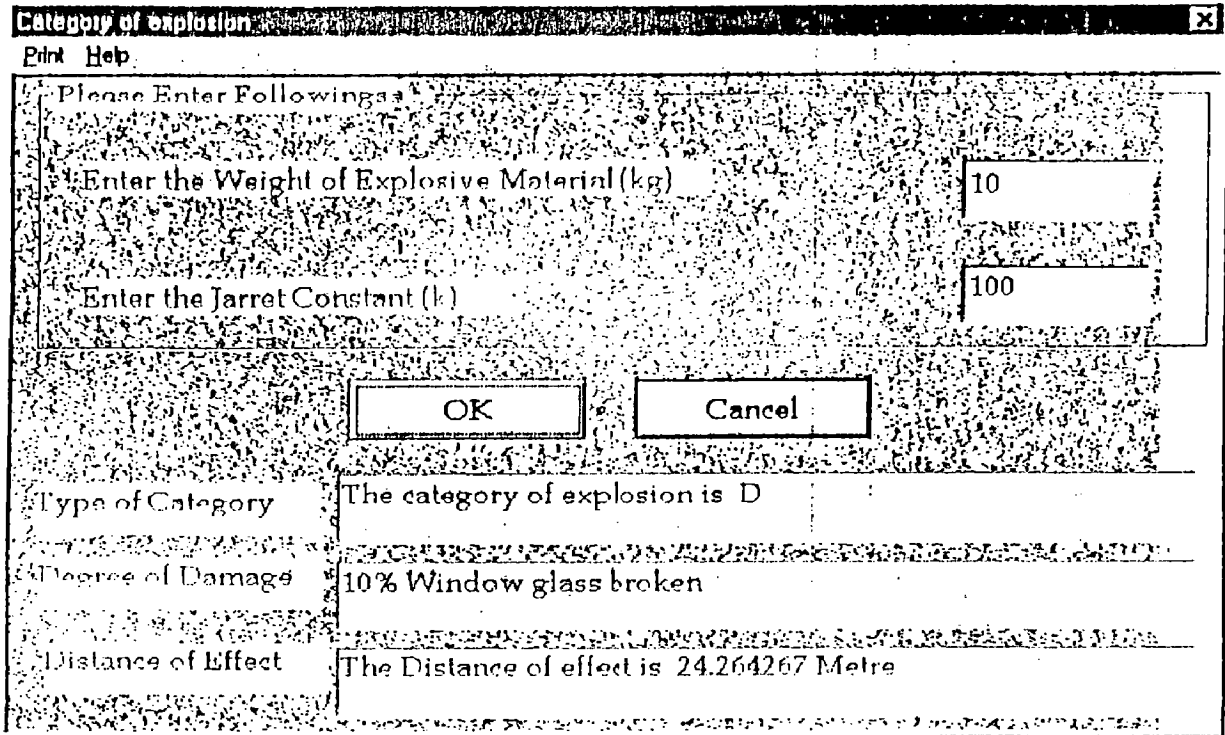 Category of explosion
Print Help
Please Enter Followings
Enter the Weight of Explosive Material (kg)
10
Enter the Jarret Constant (k)
100
OK Cancel
Type of Category
The category of explosion is D
Degree of Damage
10% Window glass broken
Distance of Effect
The Distance of effect is 24.264267 Metre